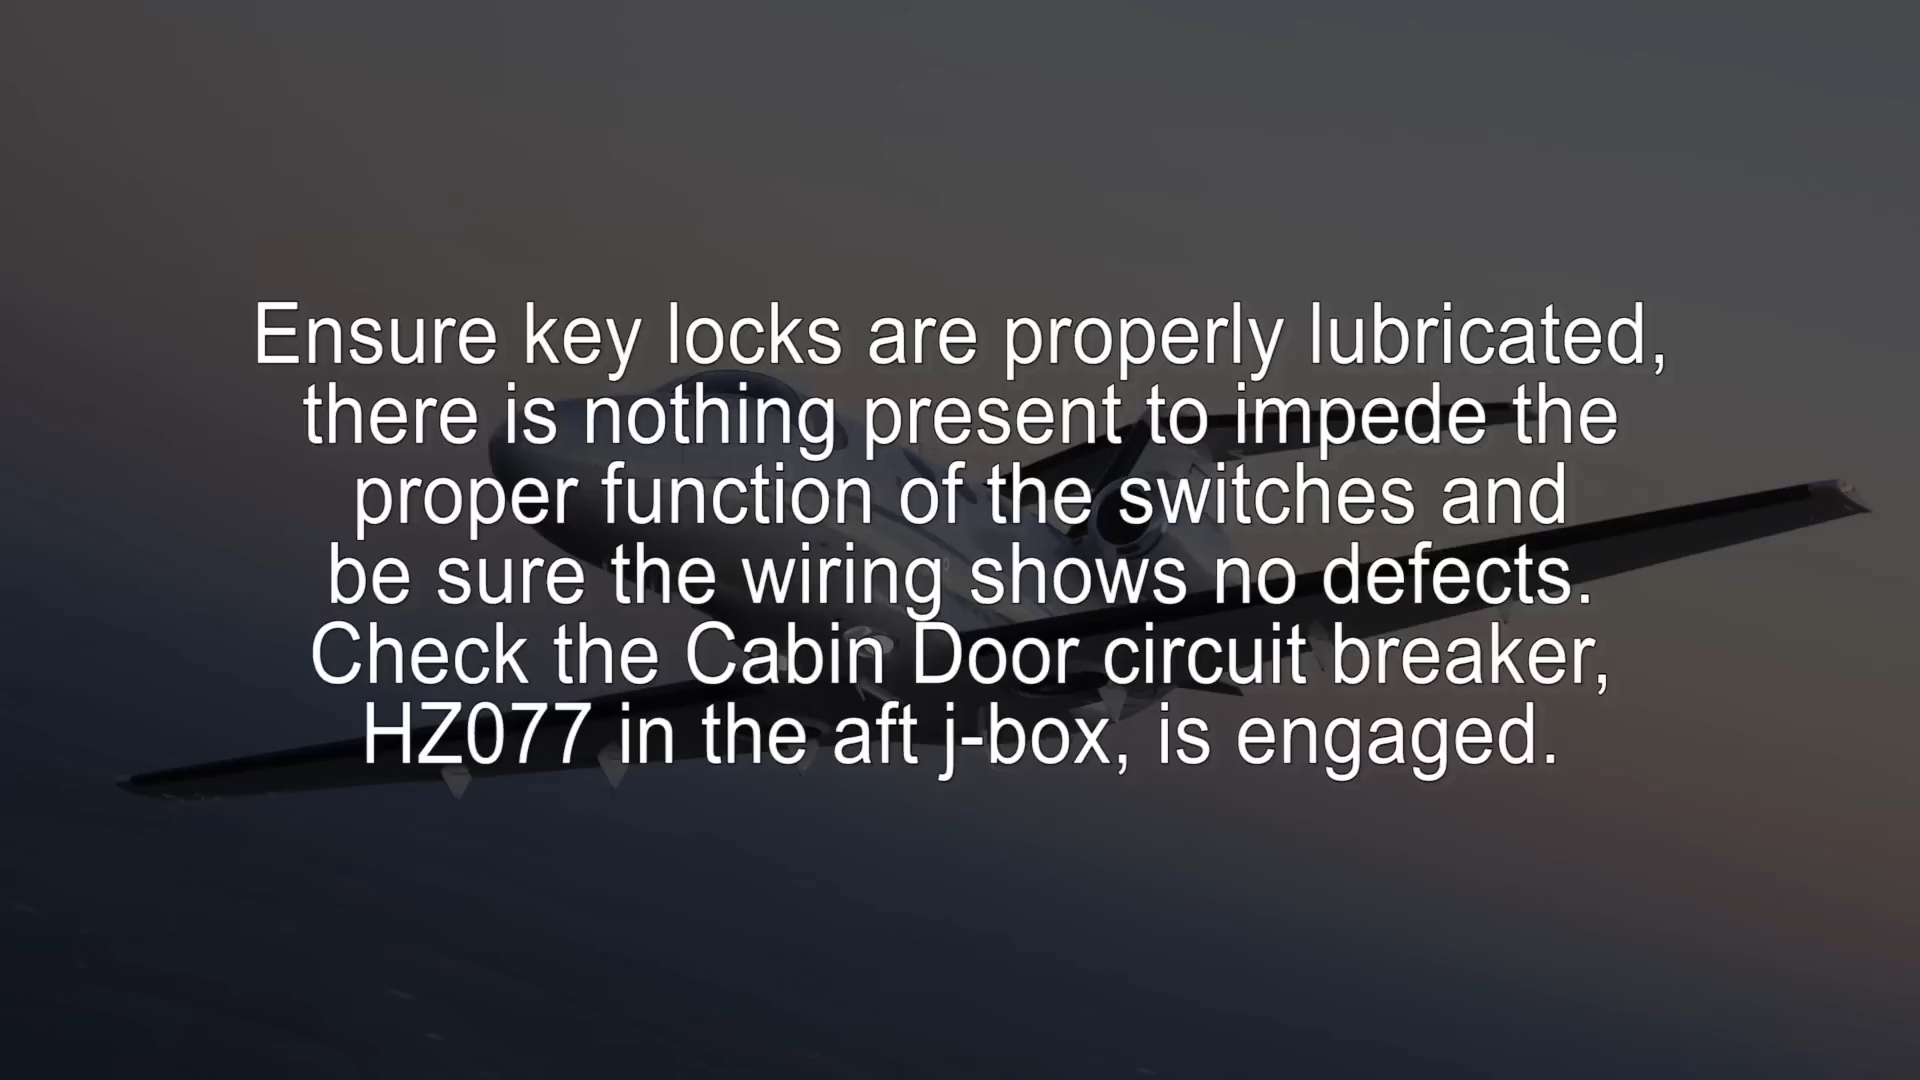 Ensure key locks are properly lubricated,
there is nothing present to impede the
proper function of the switches and
be sure the wiring shows no defects.
Check the Cabin Door circuit breaker,
HZ077 in the aft j-box, is engaged.